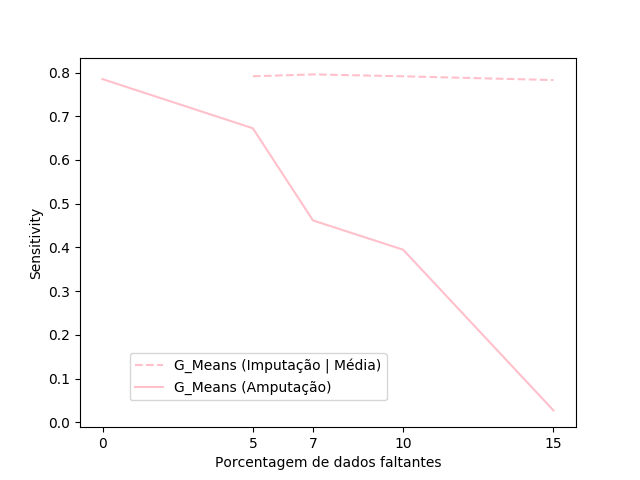 0.8
0.7
0.6
0.5
0.4
0.3
0.2
0.1
0.0
Sensitivity
G_Means (Imputação | Média)
G_Means (Amputação)
0 5 7 10 15
Porcentagem de dados faltantes